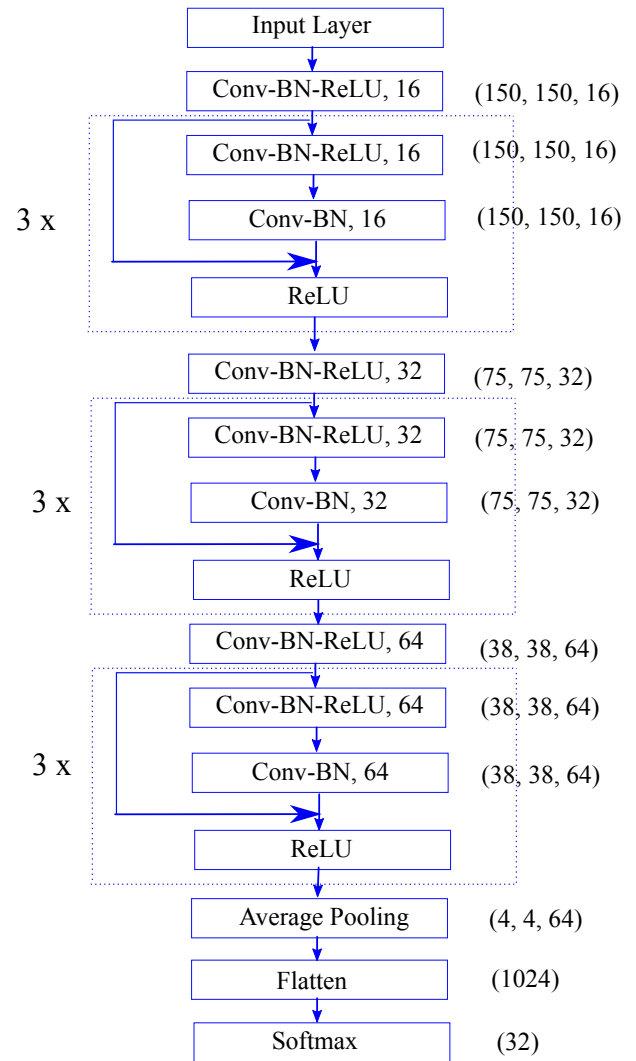 Input Layer
Conv-BN-ReLU, 16 (150, 150, 16)
Conv-BN-ReLU, 16 (150, 150, 16)
3 x Conv-BN, 16 (150, 150, 16)
ReLU
Conv-BN-ReLU, 32 (75, 75, 32)
Conv-BN-ReLU, 32 (75, 75, 32)
3 x Conv-BN, 32 (75, 75, 32)
ReLU
Conv-BN-ReLU, 64 (38, 38, 64)
Conv-BN-ReLU, 64 (38, 38, 64)
3 x Conv-BN, 64 (38, 38, 64)
ReLU
Average Pooling (4, 4, 64)
Flatten (1024)
Softmax (32)